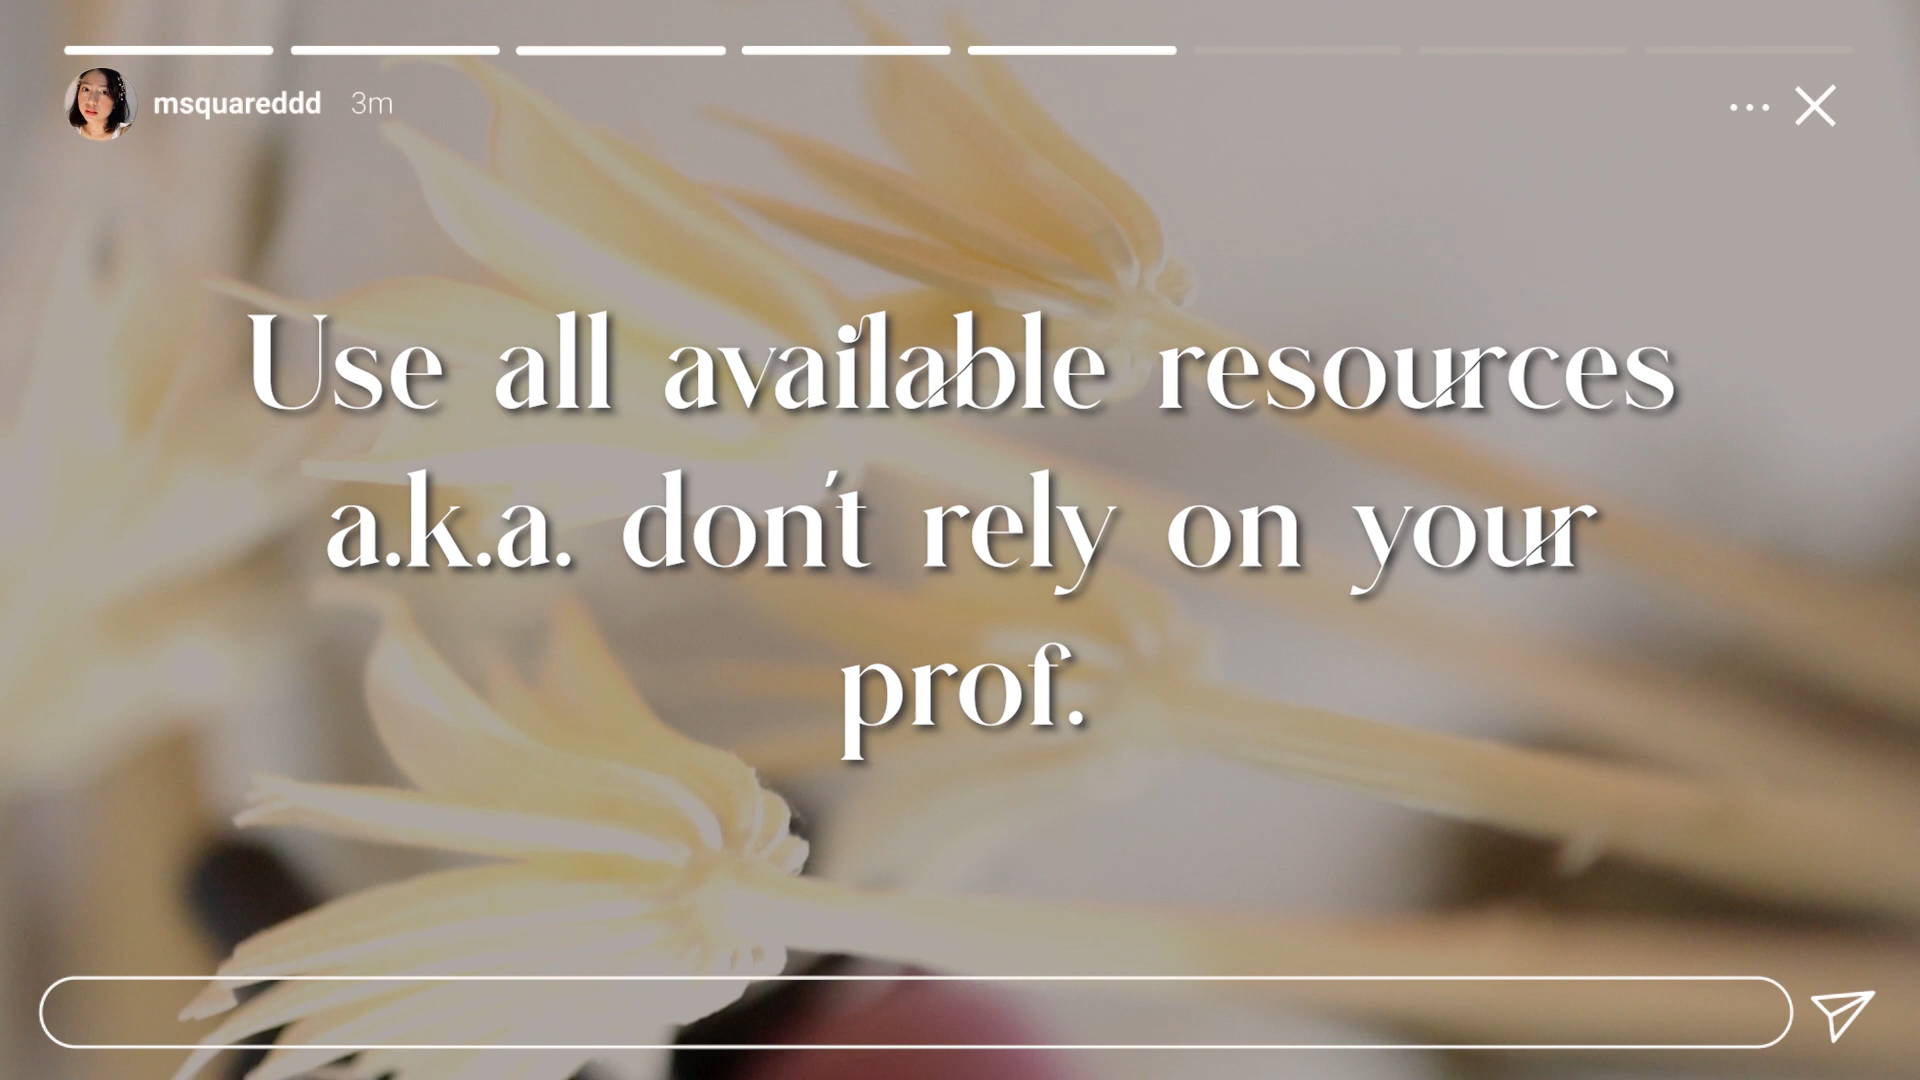 msquareddd 3m
Use all available resources
a.k.a. don't rely on your
prof.